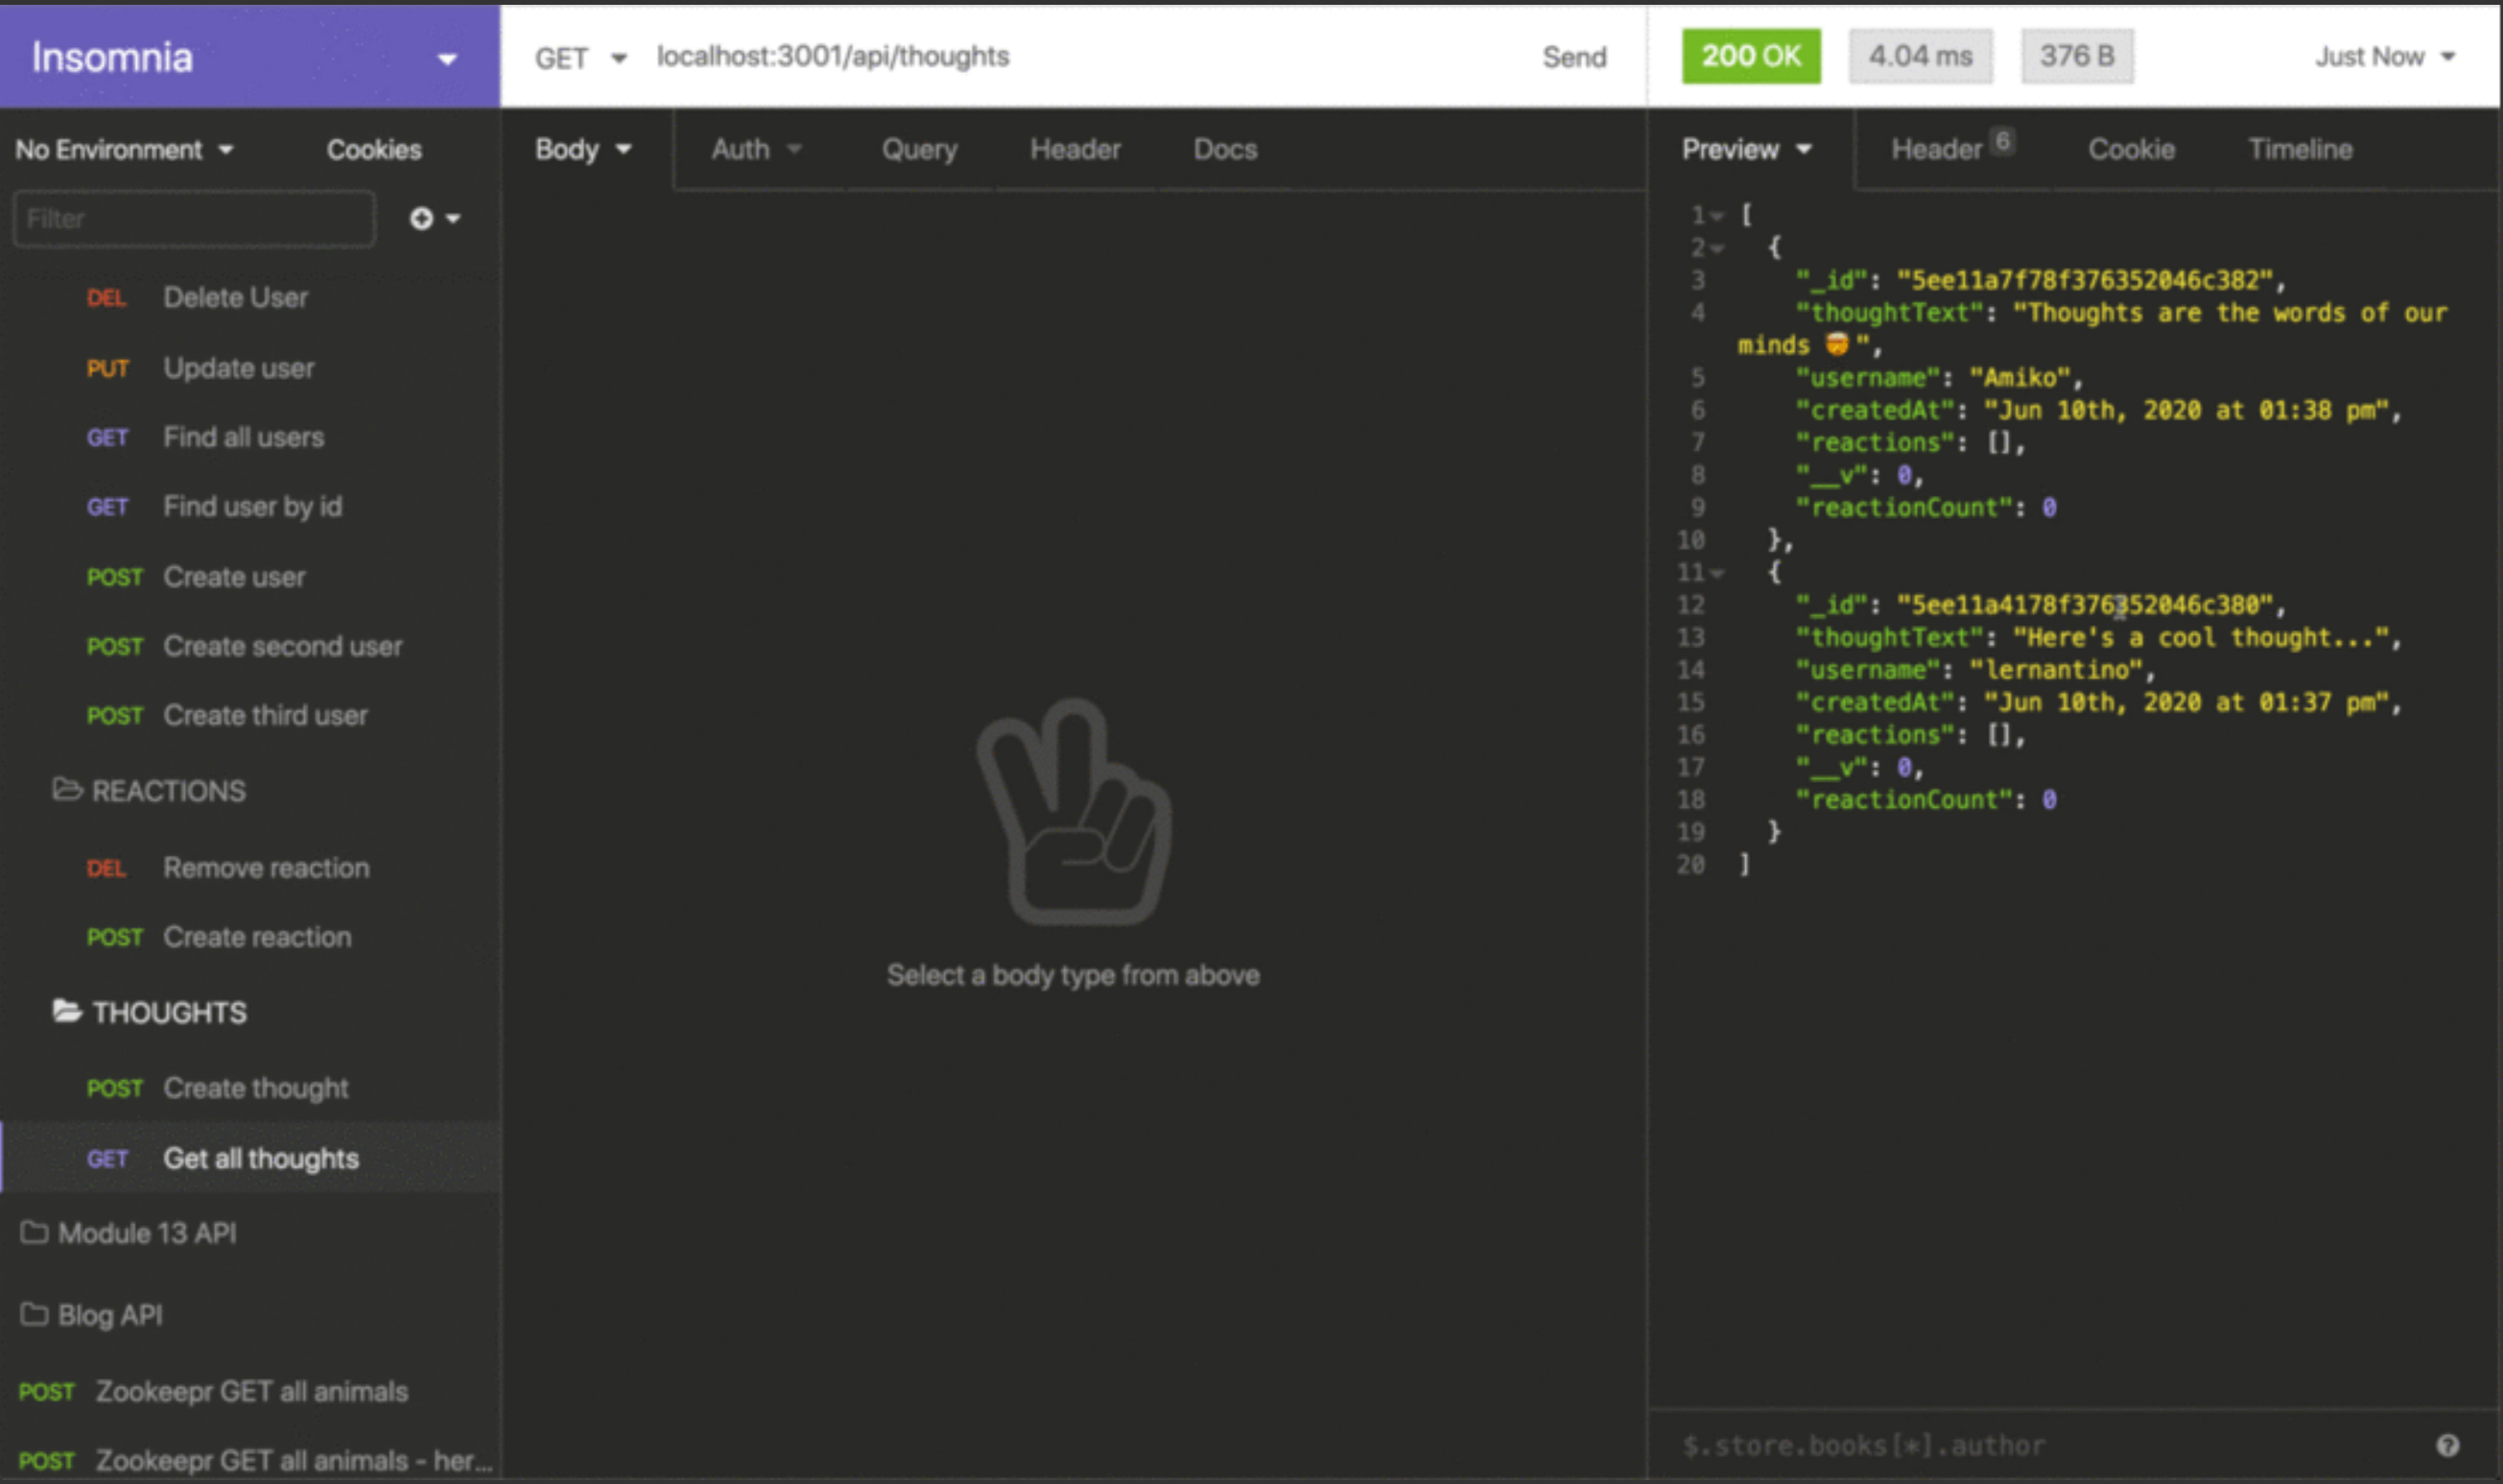 Insomnia
GET localhost:3001/api/thoughts Send
200 OK 4.04 ms 376 B Just Now
No Environment Cookies
Filter
DEL Delete User
PUT Update user
GET Find all users
GET Find user by id
POST Create user
POST Create second user
POST Create third user
REACTIONS
DEL Remove reaction
POST Create reaction
THOUGHTS
POST Create thought
GET Get all thoughts
Module 13 API
Blog API
POST Zookeepr GET all animals
POST Zookeepr GET all animals - her...
Body Auth Query Header Docs
Select a body type from above
Preview Header 6 Cookie Timeline
1 [
2 {
3 "_id": "5ee11a7f78f376352046c382",
4 "thoughtText": "Thoughts are the words of our
minds 🤯",
5 "username": "Amiko",
6 "createdAt": "Jun 10th, 2020 at 01:38 pm",
7 "reactions": [],
8 "__v": 0,
9 "reactionCount": 0
10 },
11 {
12 "_id": "5ee11a4178f376352046c380",
13 "thoughtText": "Here's a cool thought...",
14 "username": "lernantino",
15 "createdAt": "Jun 10th, 2020 at 01:37 pm",
16 "reactions": [],
17 "__v": 0,
18 "reactionCount": 0
19 }
20 ]
$.store.books[*].author